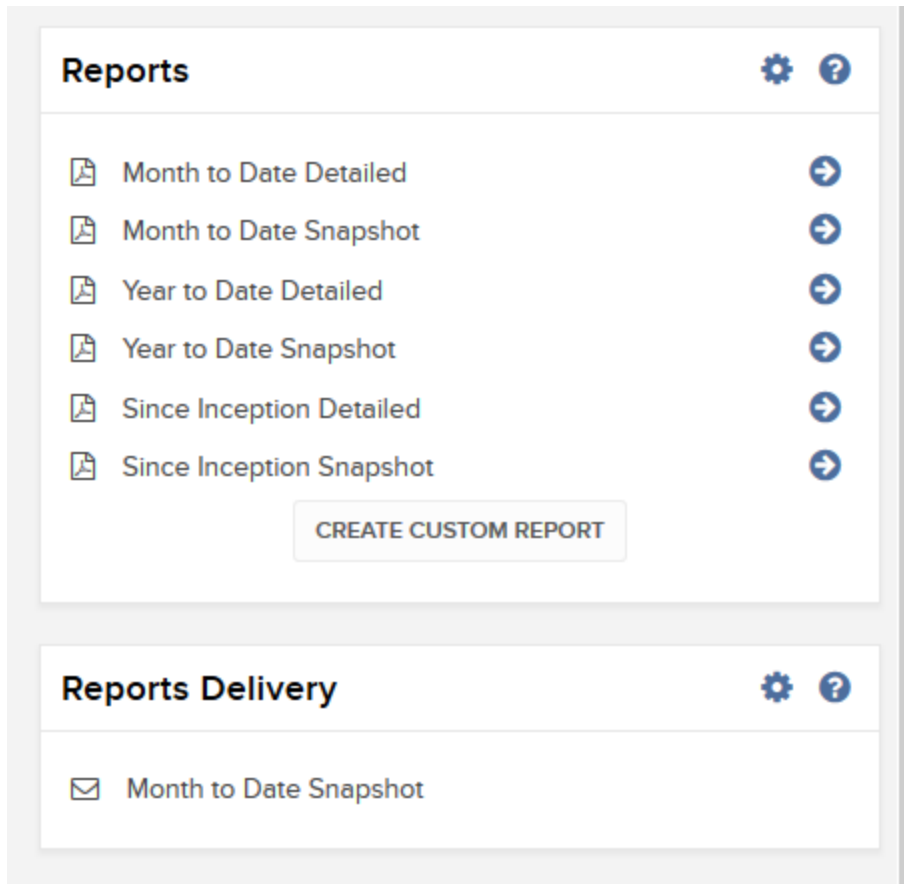 Reports
Month to Date Detailed
Month to Date Snapshot
Year to Date Detailed
Year to Date Snapshot
Since Inception Detailed
Since Inception Snapshot
CREATE CUSTOM REPORT
Reports Delivery
Month to Date Snapshot